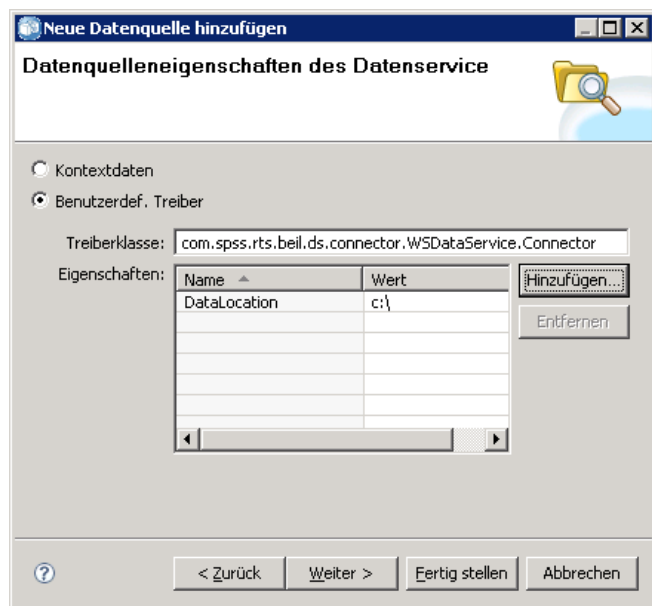 Neue Datenquelle hinzufügen
Datenquelleneigenschaften des Datenservice
Kontextdaten
Benutzerdef. Treiber
Treiberklasse: com.spss.rts.beil.ds.connector.WSDataService.Connector
Eigenschaften: Name Wert Hinzufügen...
DataLocation c:\
Entfernen
? < Zurück Weiter > Fertig stellen Abbrechen